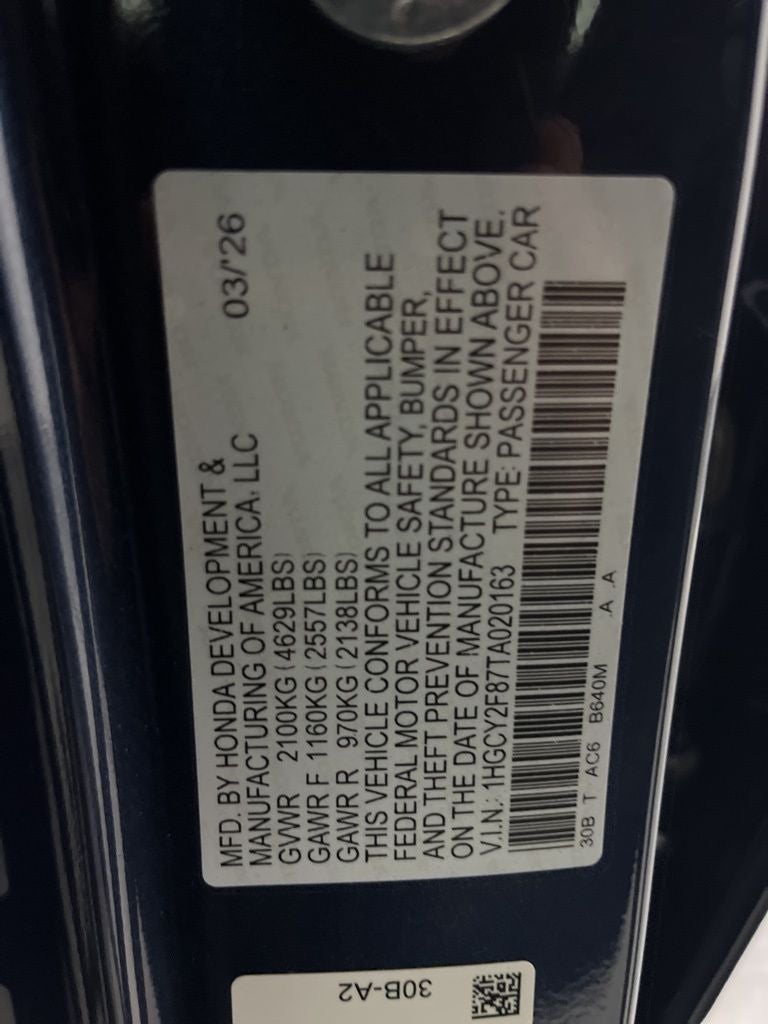 MFD. BY HONDA DEVELOPMENT & 03/'26
MANUFACTURING OF AMERICA, LLC
GVWR 2100KG (4629LBS)
GAWR F 1160KG (2557LBS)
GAWR R 970KG (2138LBS)
THIS VEHICLE CONFORMS TO ALL APPLICABLE
FEDERAL MOTOR VEHICLE SAFETY, BUMPER,
AND THEFT PREVENTION STANDARDS IN EFFECT
ON THE DATE OF MANUFACTURE SHOWN ABOVE.
V.I.N.: 1HGCY2F87TA020163 TYPE: PASSENGER CAR
30B T AC6 B640M .A .A
30B-A2